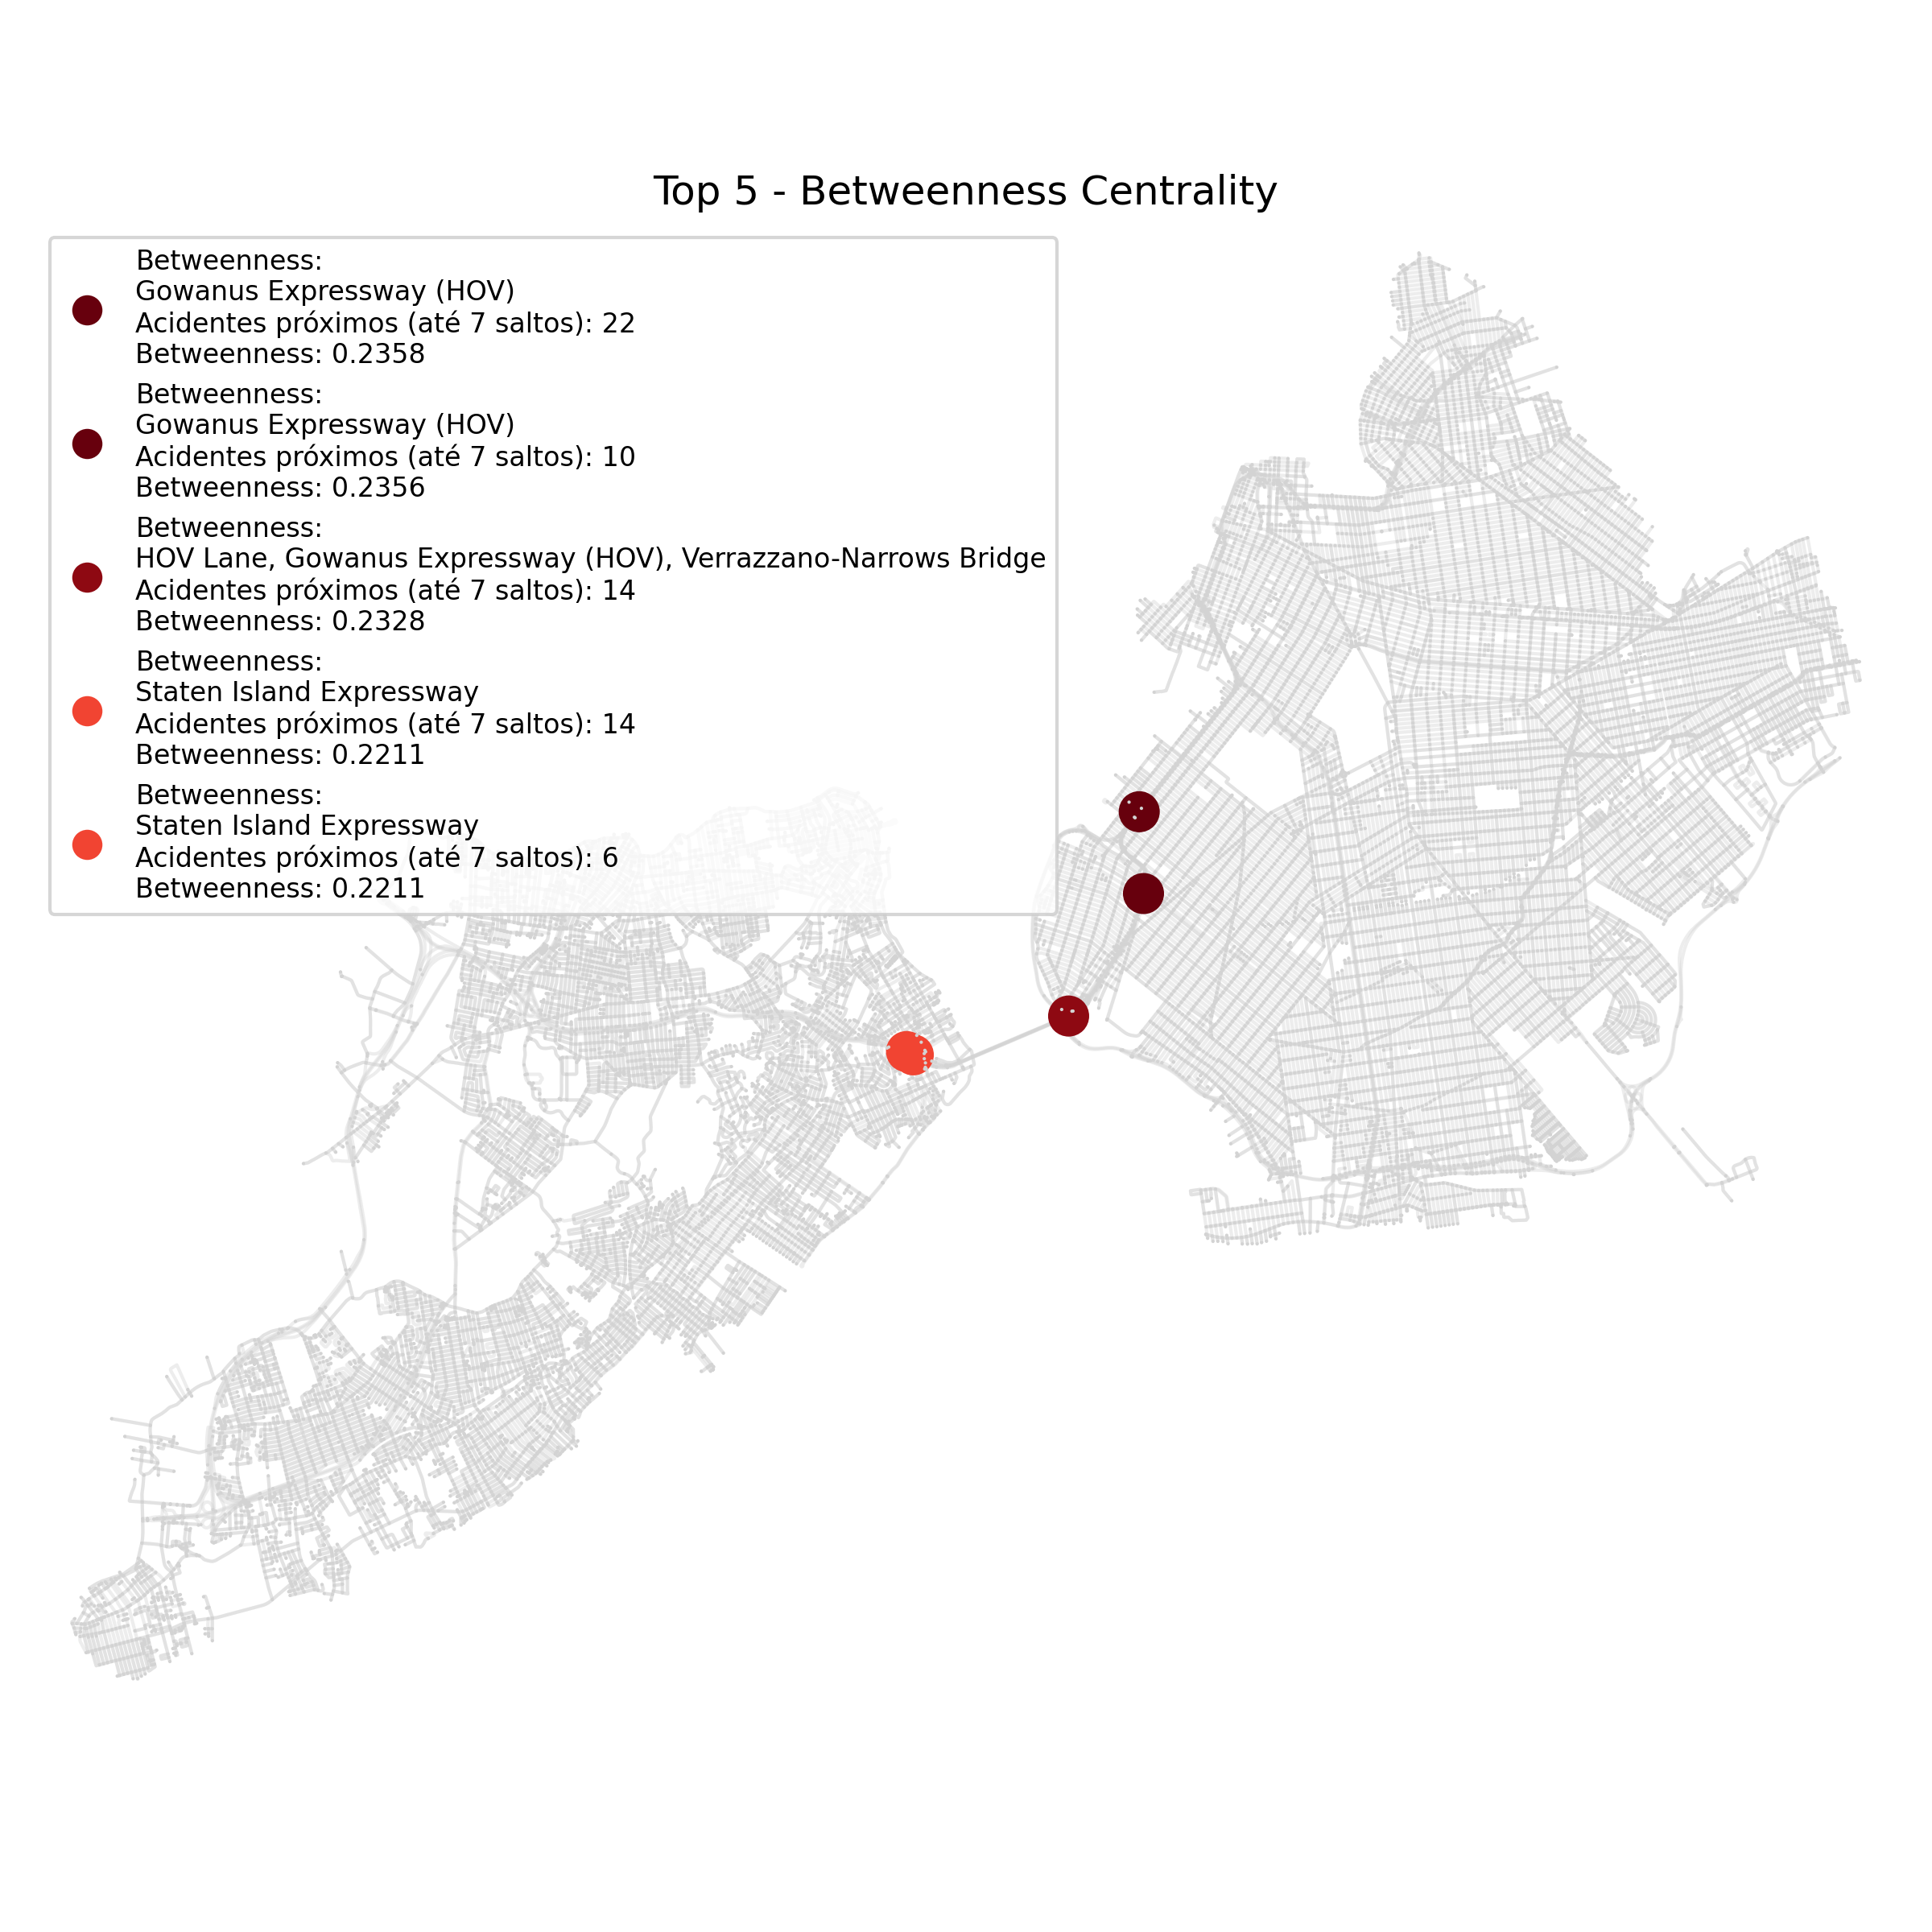 Top 5 - Betweenness Centrality
Betweenness:
Gowanus Expressway (HOV)
Acidentes próximos (até 7 saltos): 22
Betweenness: 0.2358
Betweenness:
Gowanus Expressway (HOV)
Acidentes próximos (até 7 saltos): 10
Betweenness: 0.2356
Betweenness:
HOV Lane, Gowanus Expressway (HOV), Verrazzano-Narrows Bridge
Acidentes próximos (até 7 saltos): 14
Betweenness: 0.2328
Betweenness:
Staten Island Expressway
Acidentes próximos (até 7 saltos): 14
Betweenness: 0.2211
Betweenness:
Staten Island Expressway
Acidentes próximos (até 7 saltos): 6
Betweenness: 0.2211